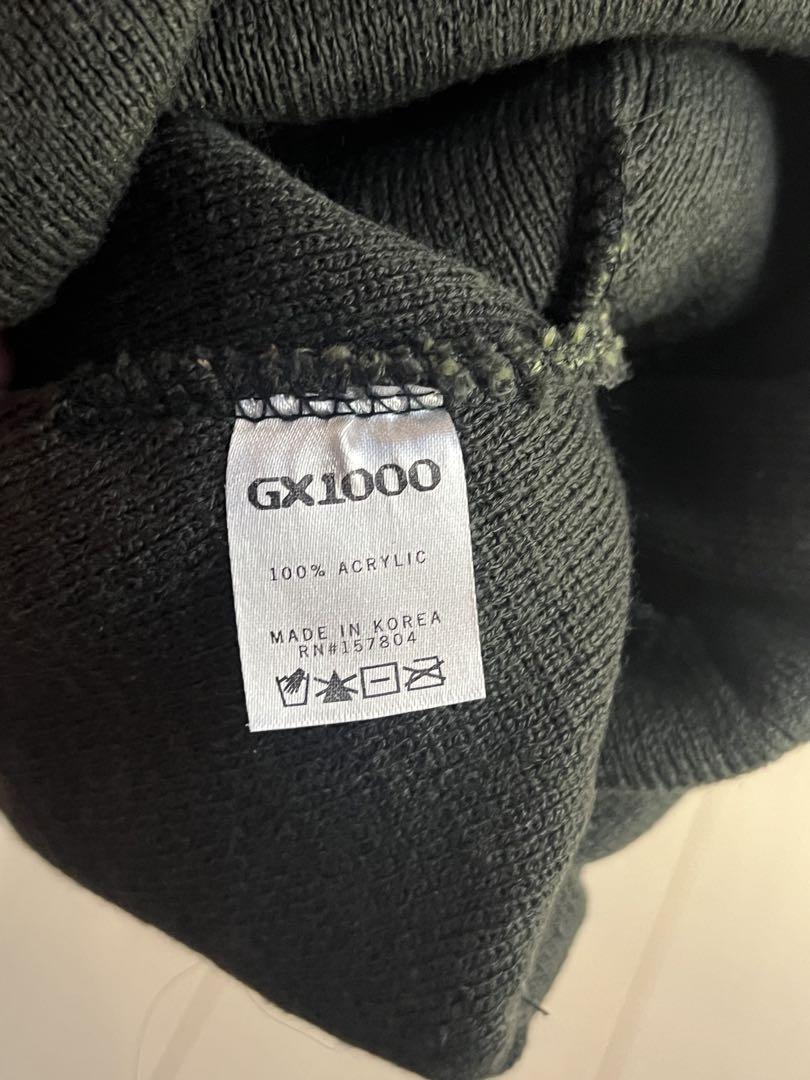 GX1000
100% ACRYLIC
MADE IN KOREA
RN#157804